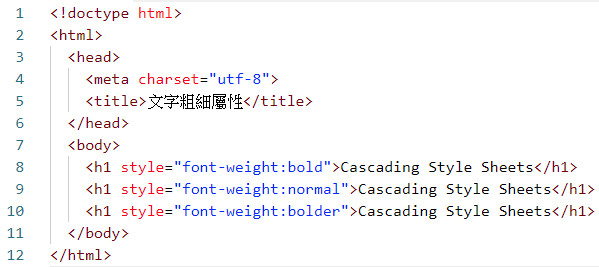 1 <!doctype html>
2 <html>
3   <head>
4     <meta charset="utf-8">
5     <title>文字粗細屬性</title>
6   </head>
7   <body>
8     <h1 style="font-weight:bold">Cascading Style Sheets</h1>
9     <h1 style="font-weight:normal">Cascading Style Sheets</h1>
10     <h1 style="font-weight:bolder">Cascading Style Sheets</h1>
11   </body>
12 </html>